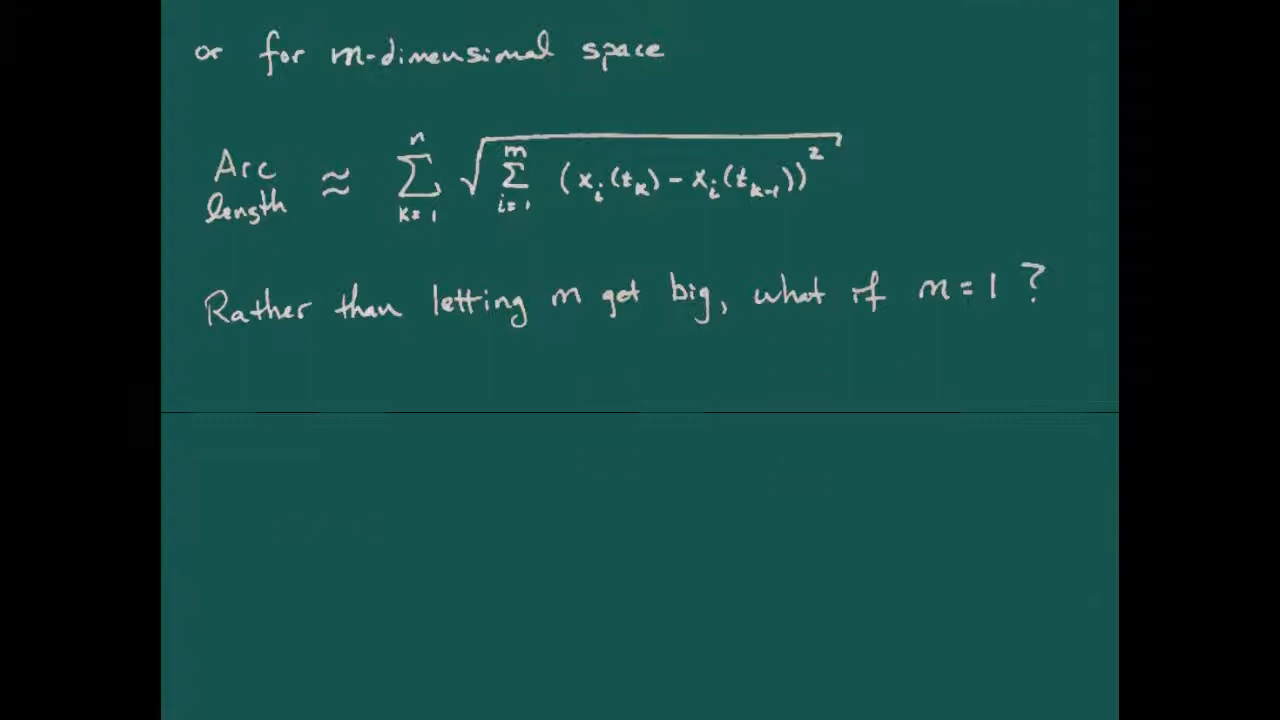 or for m-dimensional space
Arc length ≈ n Σ k=1 √ m Σ i=1 (x_i(t_k) - x_i(t_{k-1}))^2
Rather than letting m get big, what if m = 1 ?